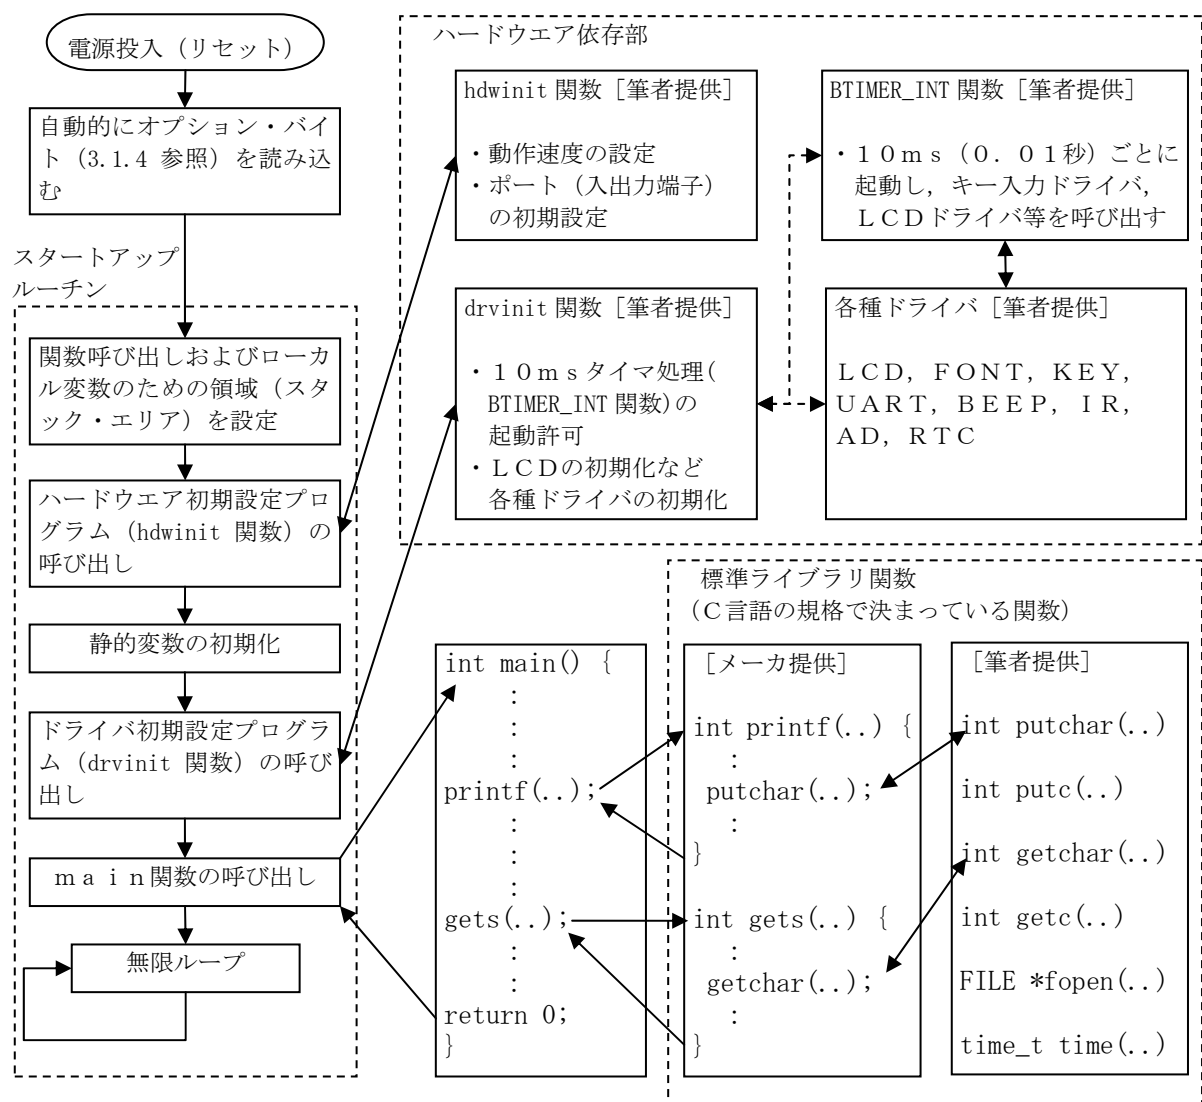 電源投入（リセット）
自動的にオプション・バイ
ト（3.1.4 参照）を読み込
む
スタートアップ
ルーチン
関数呼び出しおよびローカ
ル変数のための領域（スタ
ック・エリア）を設定
ハードウエア初期設定プロ
グラム（hdwinit 関数）の
呼び出し
静的変数の初期化
ドライバ初期設定プログラ
ム（drvinit 関数）の呼び
出し
ｍａｉｎ関数の呼び出し
無限ループ
ハードウエア依存部
hdwinit 関数［筆者提供］
・動作速度の設定
・ポート（入出力端子）
の初期設定
BTIMER_INT 関数［筆者提供］
・１０ｍｓ（０．０１秒）ごとに
起動し，キー入力ドライバ，
ＬＣＤドライバ等を呼び出す
drvinit 関数［筆者提供］
・１０ｍｓタイマ処理(
BTIMER_INT 関数)の
起動許可
・ＬＣＤの初期化など
各種ドライバの初期化
各種ドライバ［筆者提供］
ＬＣＤ，ＦＯＮＴ，ＫＥＹ，
ＵＡＲＴ，ＢＥＥＰ，ＩＲ，
ＡＤ，ＲＴＣ
int main() {
:
:
:
printf(..);
:
:
:
gets(..);
:
:
return 0;
}
標準ライブラリ関数
（Ｃ言語の規格で決まっている関数）
［メーカ提供］
int printf(..) {
:
putchar(..);
:
}
int gets(..) {
:
getchar(..);
:
}
［筆者提供］
int putchar(..)
int putc(..)
int getchar(..)
int getc(..)
FILE *fopen(..)
time_t time(..)